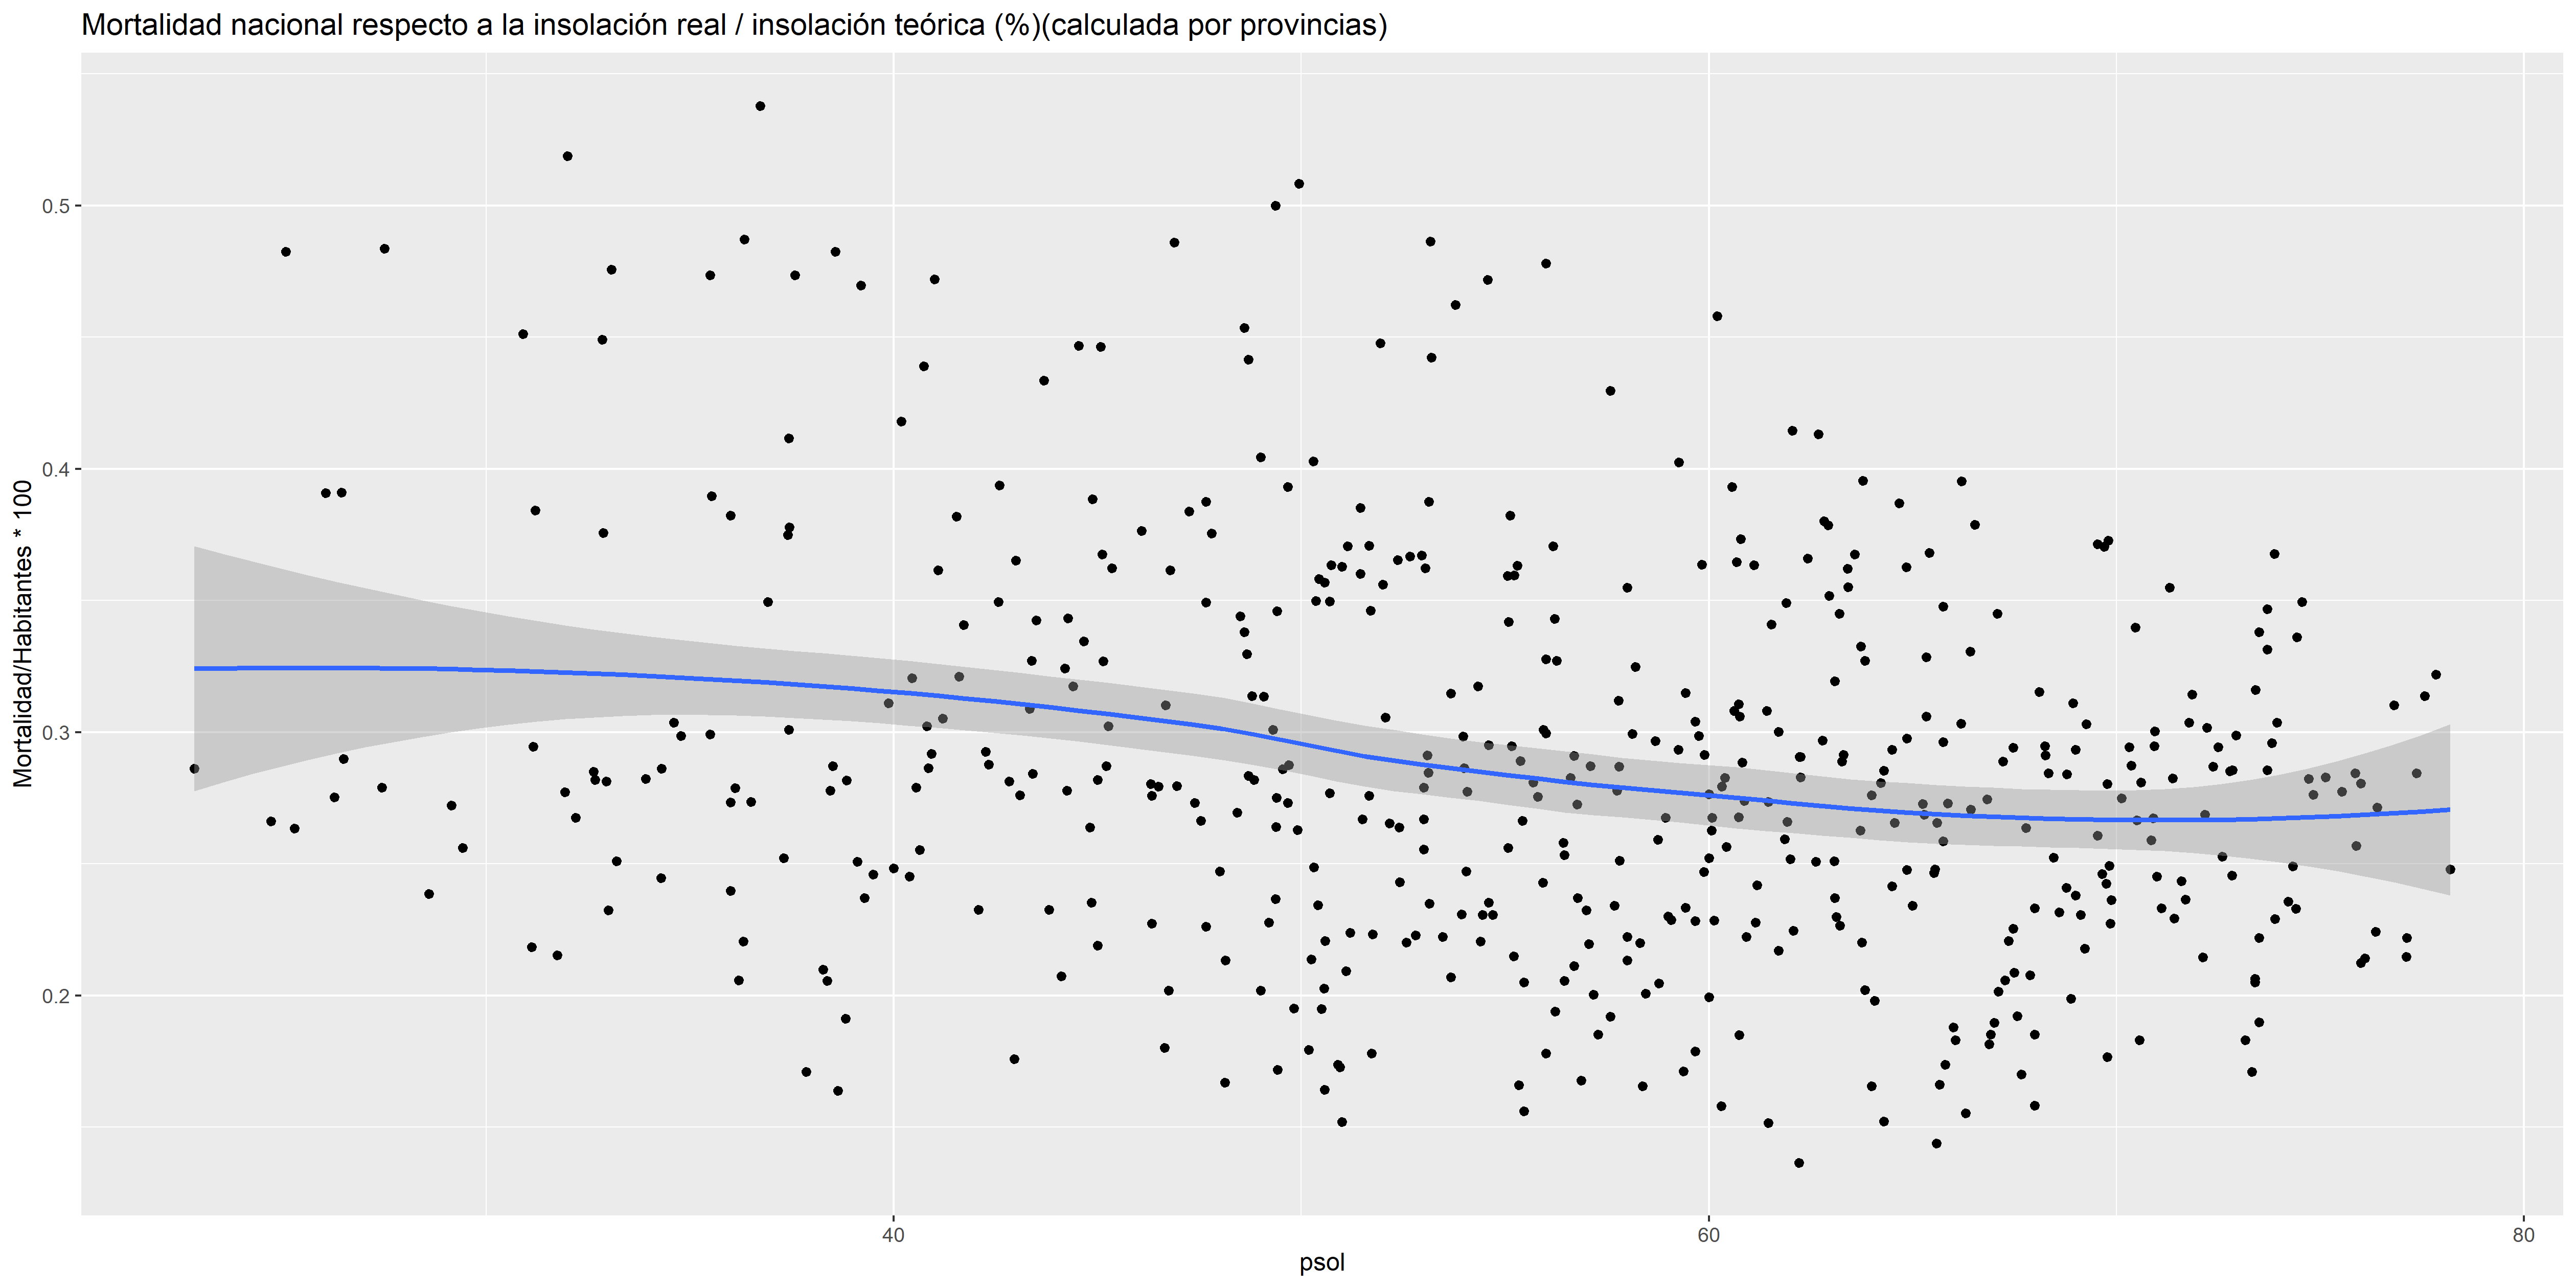 Mortalidad nacional respecto a la insolación real / insolación teórica (%)(calculada por provincias)
Mortalidad/Habitantes * 100
0.5
0.4
0.3
0.2
40
60
80
psol